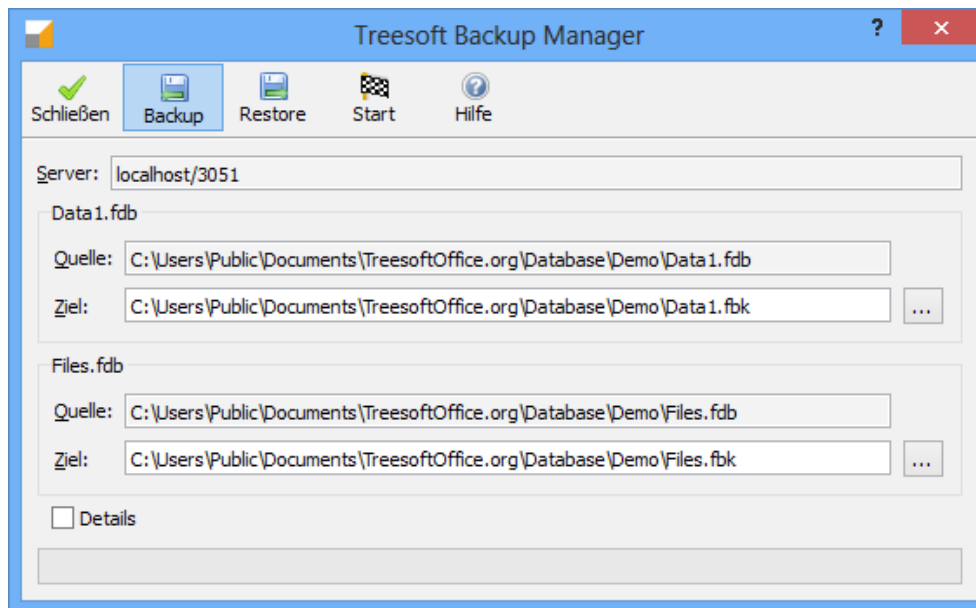 Treesoft Backup Manager ?
Schließen Backup Restore Start Hilfe
Server: localhost/3051
Data1.fdb
Quelle: C:\Users\Public\Documents\TreesoftOffice.org\Database\Demo\Data1.fdb
Ziel: C:\Users\Public\Documents\TreesoftOffice.org\Database\Demo\Data1.fbk ...
Files.fdb
Quelle: C:\Users\Public\Documents\TreesoftOffice.org\Database\Demo\Files.fdb
Ziel: C:\Users\Public\Documents\TreesoftOffice.org\Database\Demo\Files.fbk ...
Details